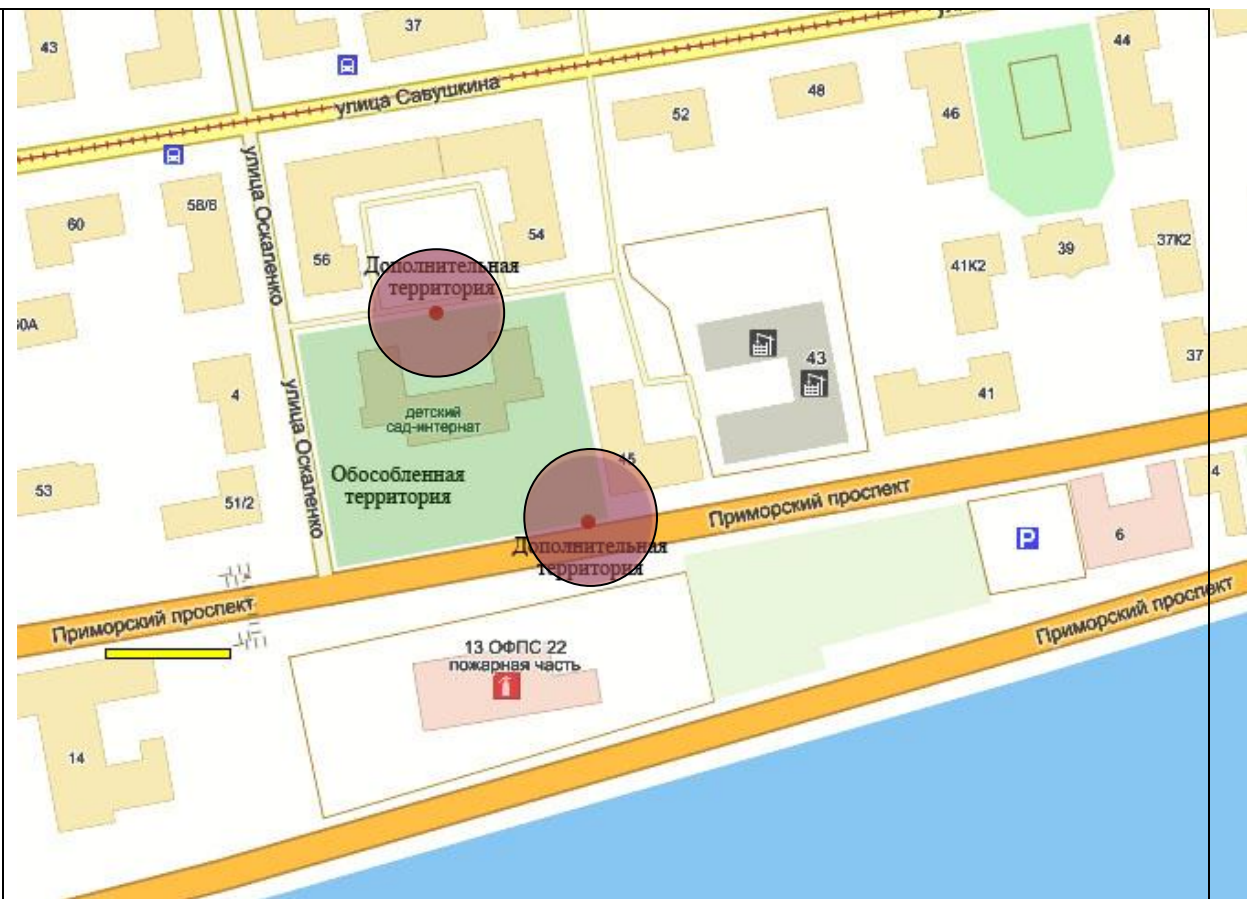 43
37
44
улица Савушкина
52
48
46
улица Оскаленко
58/6
60
56
54
Дополнительная
территория
41К2
39
37К2
43
37
4
улица Оскаленко
детский
сад-интернат
41
Обособленная
территория
45
53
51/2
4
Приморский проспект
P
6
Дополнительная
территория
Приморский проспект
Приморский проспект
13 ОФПС 22
пожарная часть
14